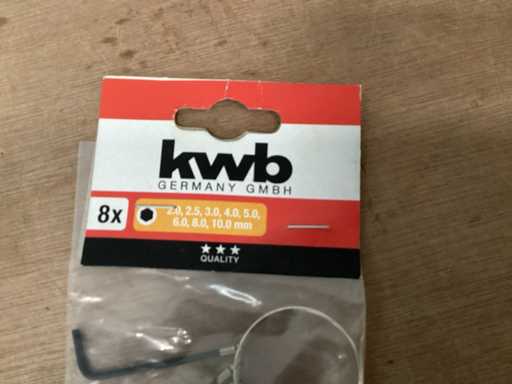 kwb
GERMANY GMBH
8x
2.0, 2.5, 3.0, 4.0, 5.0,
6.0, 8.0, 10.0 mm
QUALITY